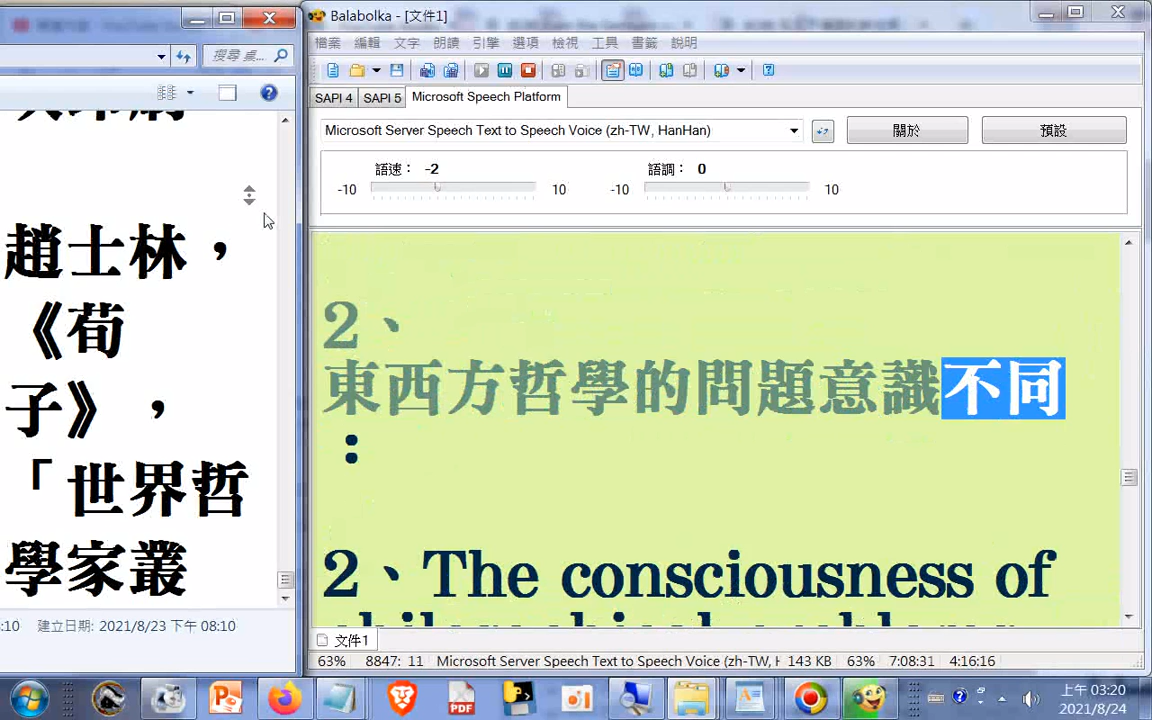 Balabolka - [文件1]
搜尋 桌...
檔案 編輯 文字 朗讀 引擎 選項 檢視 工具 書籤 說明
SAPI 4 SAPI 5 Microsoft Speech Platform
Microsoft Server Speech Text to Speech Voice (zh-TW, HanHan) 關於 預設
語速： -2 語調： 0
-10 10 -10 10
趙士林，
《荀
子》，
「世界哲
學家叢
2、
東西方哲學的問題意識不同
：
2、The consciousness of
文件1
8:10 建立日期: 2021/8/23 下午 08:10
63% 8847: 11 Microsoft Server Speech Text to Speech Voice (zh-TW, H 143 KB 63% 7:08:31 4:16:16
PDF
上午 03:20
2021/8/24